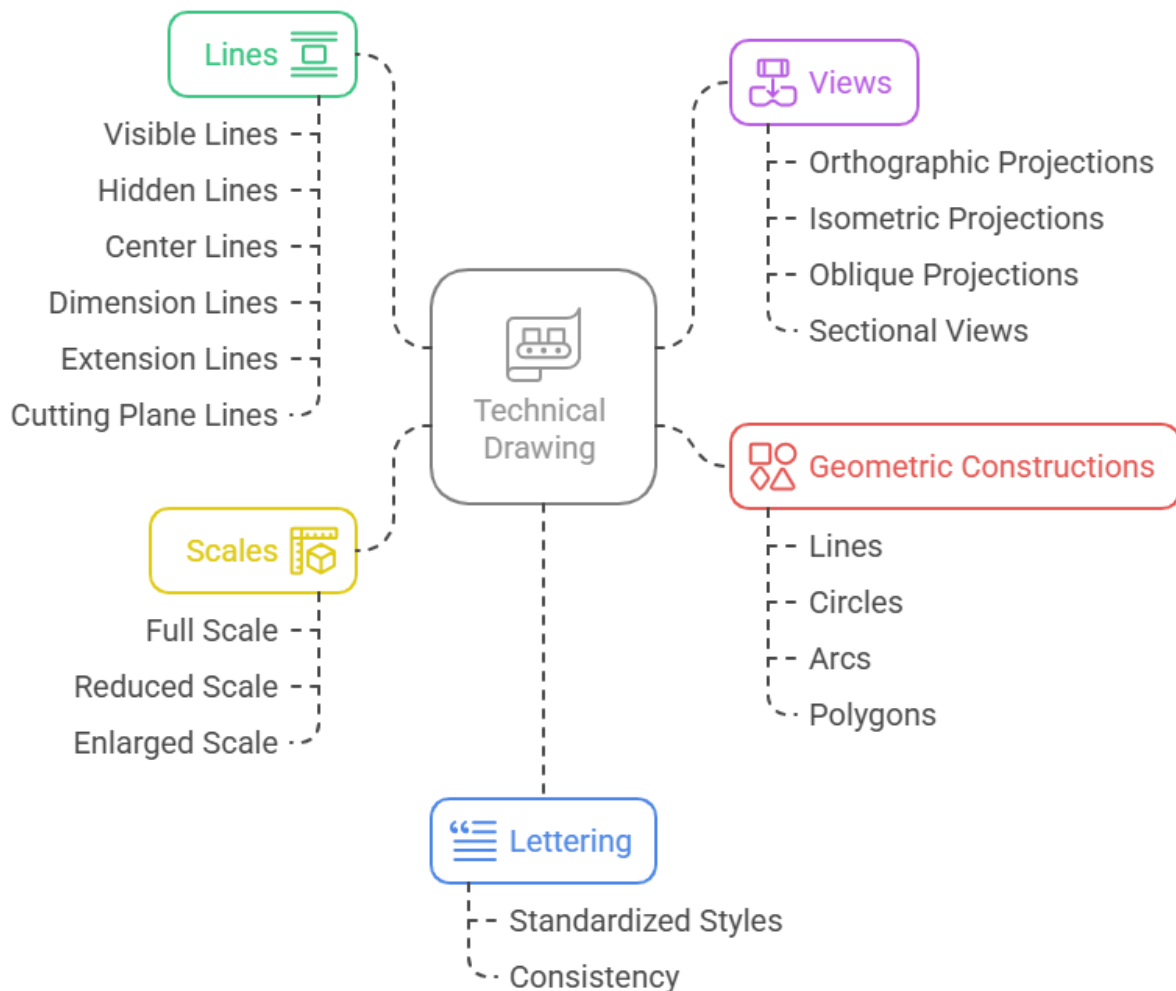 Lines
Visible Lines
Hidden Lines
Center Lines
Dimension Lines
Extension Lines
Cutting Plane Lines
Scales
Full Scale
Reduced Scale
Enlarged Scale
Technical
Drawing
Views
Orthographic Projections
Isometric Projections
Oblique Projections
Sectional Views
Geometric Constructions
Lines
Circles
Arcs
Polygons
Lettering
Standardized Styles
Consistency